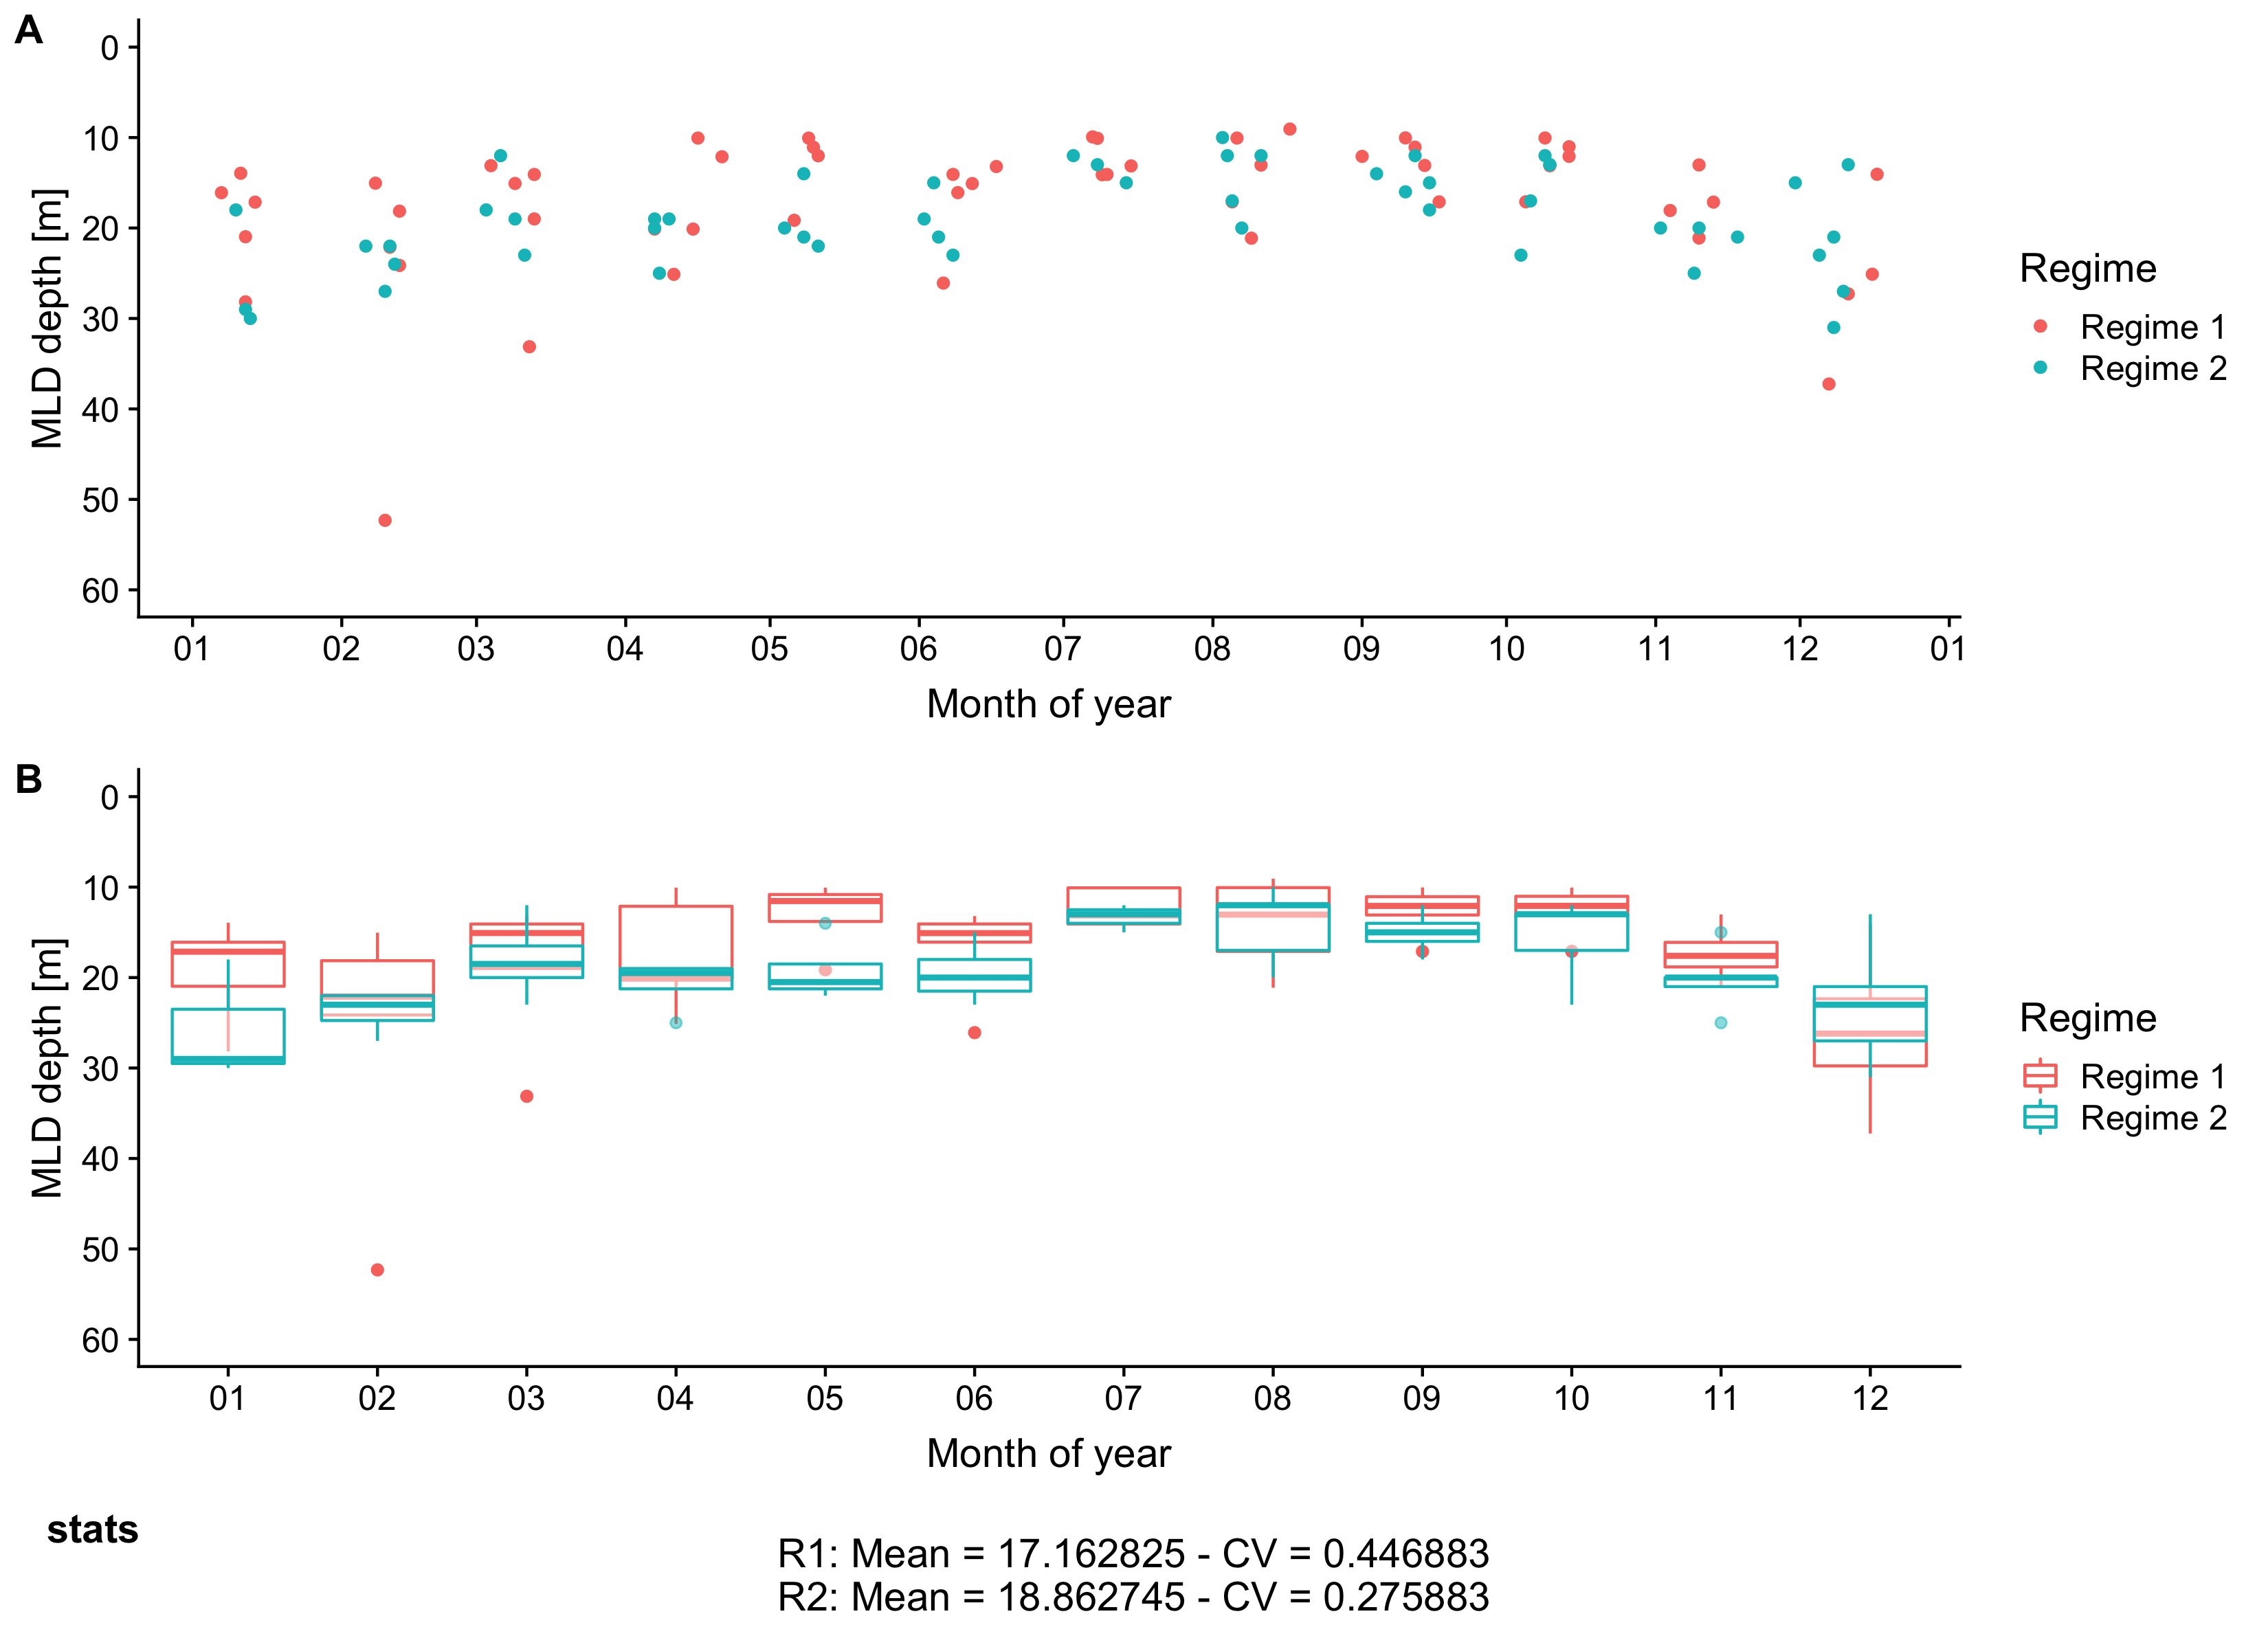 A
0
10
20
30
40
50
60
MLD depth [m]
01 02 03 04 05 06 07 08 09 10 11 12 01
Month of year
Regime
Regime 1
Regime 2
B
0
10
20
30
40
50
60
MLD depth [m]
01 02 03 04 05 06 07 08 09 10 11 12
Month of year
Regime
Regime 1
Regime 2
stats
R1: Mean = 17.162825 - CV = 0.446883
R2: Mean = 18.862745 - CV = 0.275883